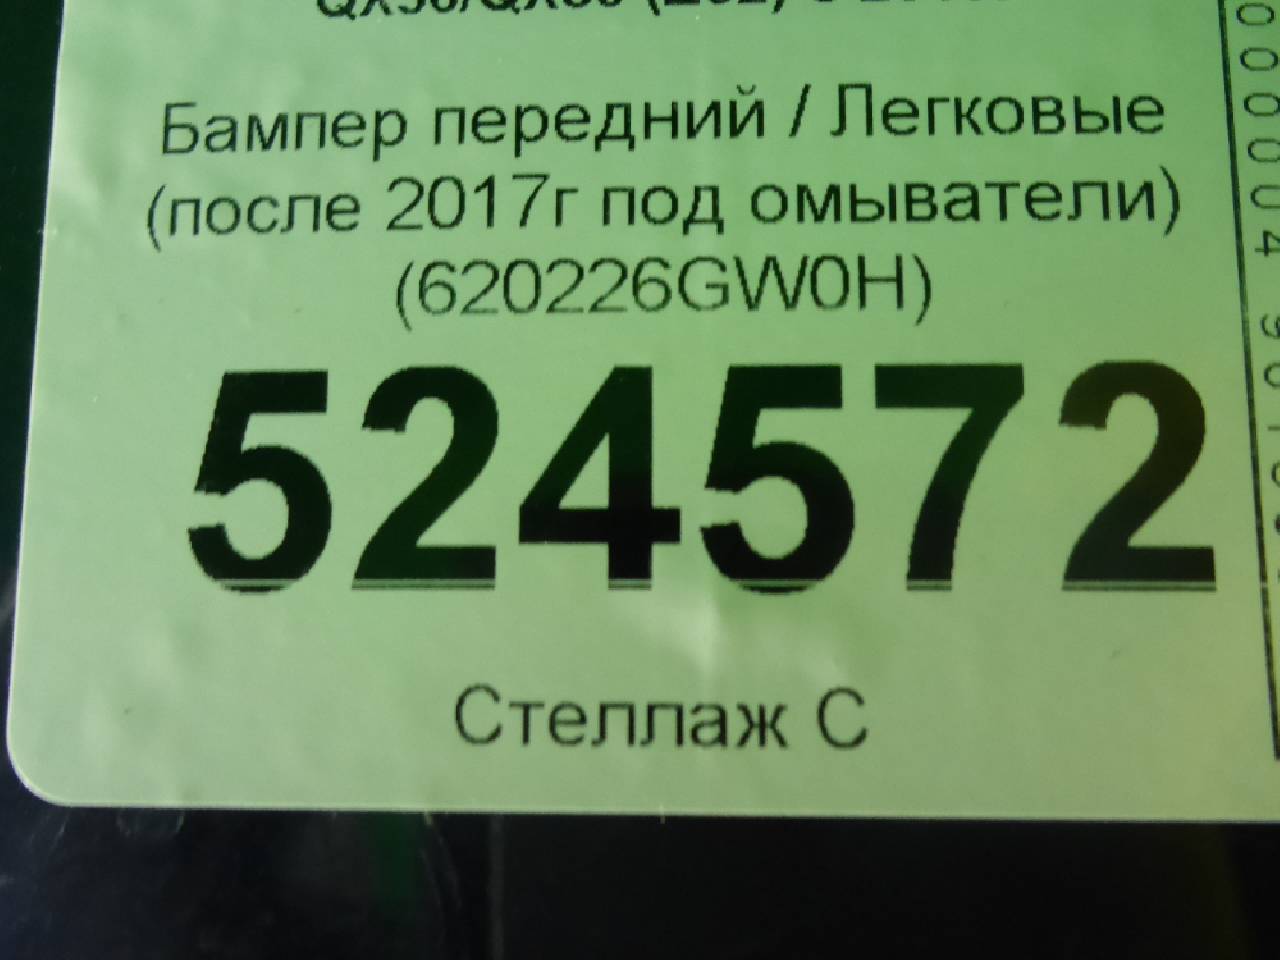 Бампер передний / Легковые
(после 2017г под омыватели)
(620226GW0H)
524572
Стеллаж С